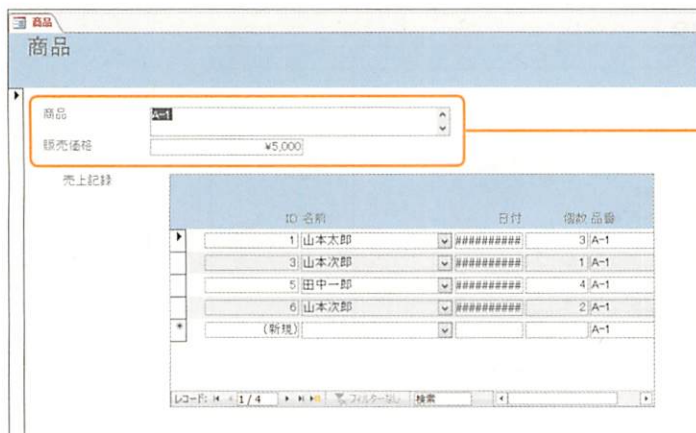 商品
商品
商品 A-1
販売価格 ¥5,000
売上記録
ID 名前 日付 個数 品番
1 山本太郎 ########## 3 A-1
3 山本次郎 ########## 1 A-1
5 田中一郎 ########## 4 A-1
6 山本次郎 ########## 2 A-1
* (新規) A-1
レコード: 1 / 4 フィルターなし 検索